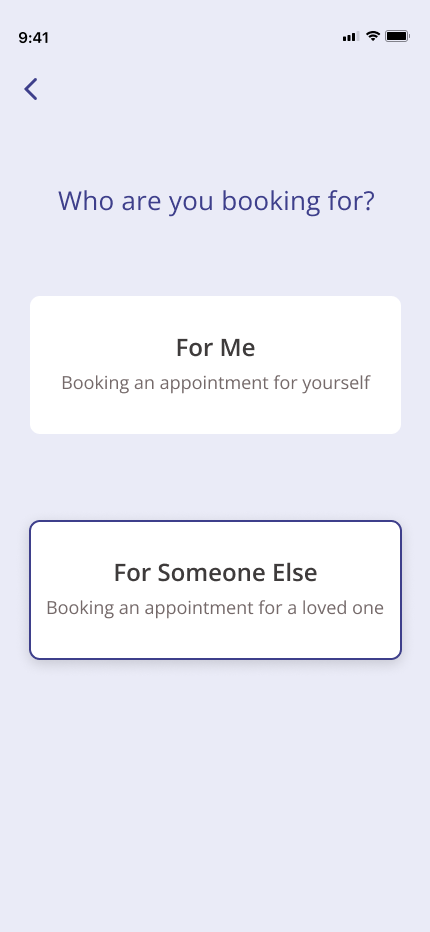 9:41
Who are you booking for?
For Me
Booking an appointment for yourself
For Someone Else
Booking an appointment for a loved one